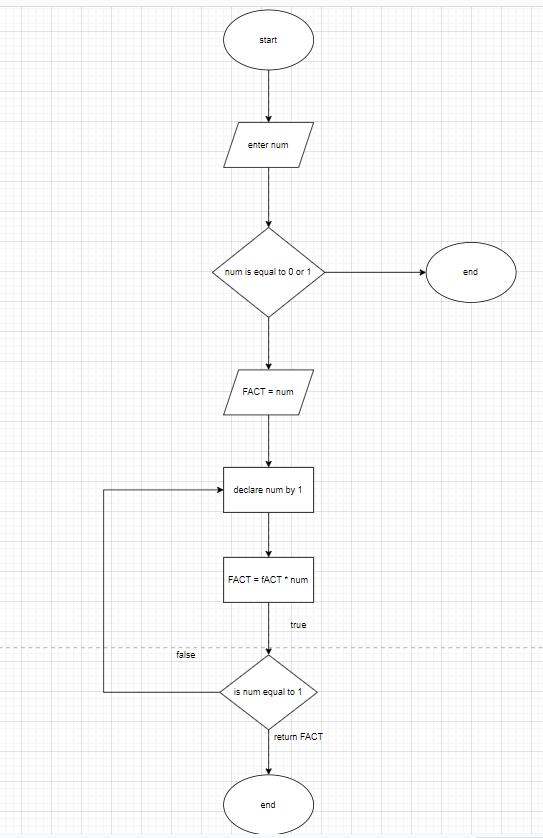 start
enter num
num is equal to 0 or 1
end
FACT = num
declare num by 1
FACT = fACT * num
true
false
is num equal to 1
return FACT
end